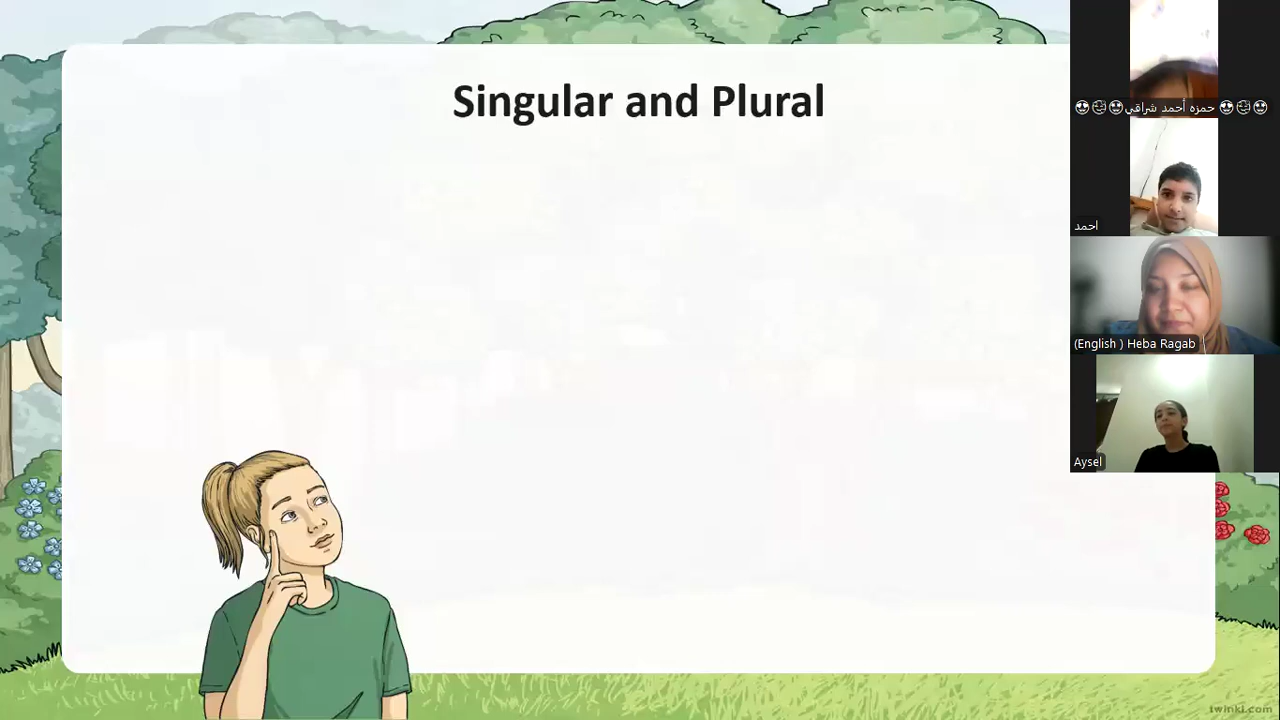 Singular and Plural
😍🥰😍حمزه أحمد شراقي 😍🥰😍
احمد
(English ) Heba Ragab
Aysel
twinkl.com